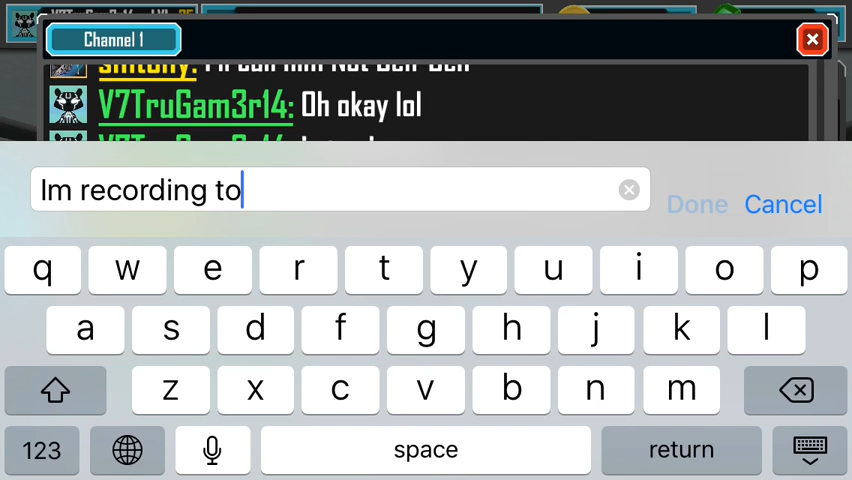 Channel 1
V7TruGam3r14: Oh okay lol
Im recording to
Done Cancel
q w e r t y u i o p
a s d f g h j k l
z x c v b n m
123 space return